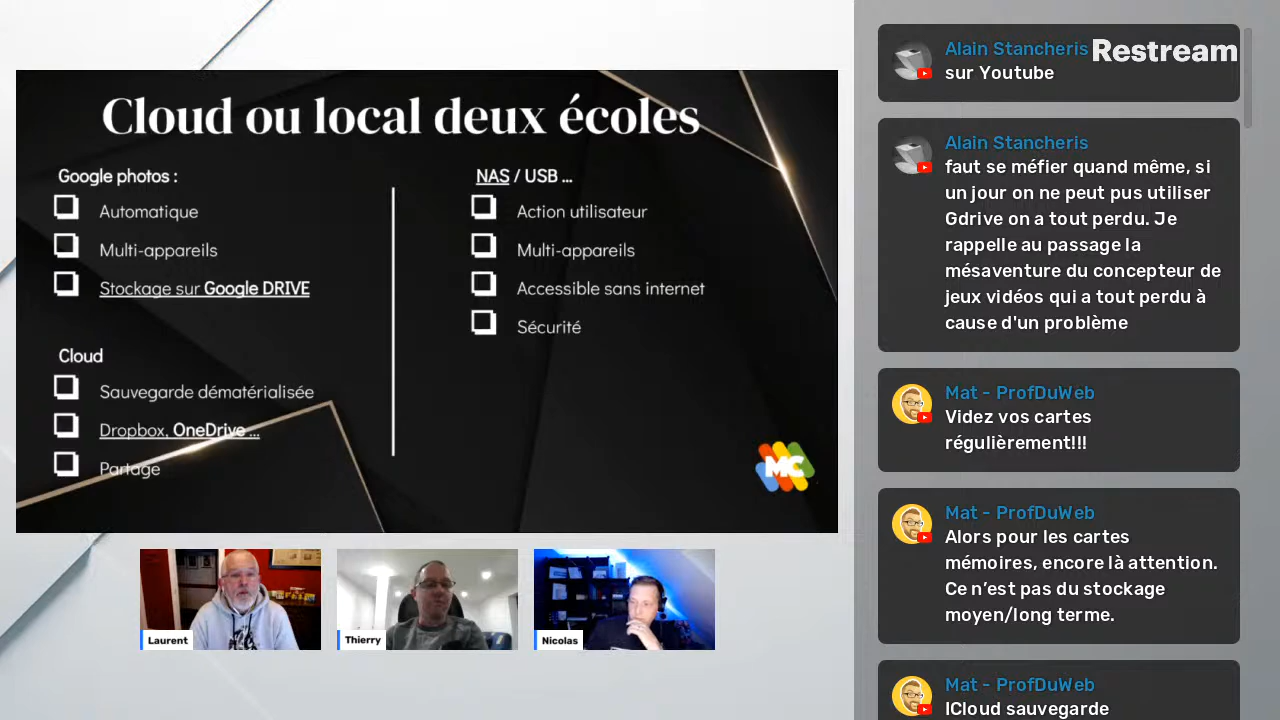 Cloud ou local deux écoles
Google photos :
Automatique
Multi-appareils
Stockage sur Google DRIVE
Cloud
Sauvegarde dématérialisée
Dropbox, OneDrive ...
Partage
NAS / USB ...
Action utilisateur
Multi-appareils
Accessible sans internet
Sécurité
MC
Laurent
Thierry
Nicolas
Restream
Alain Stancheris
sur Youtube
Alain Stancheris
faut se méfier quand même, si
un jour on ne peut pus utiliser
Gdrive on a tout perdu. Je
rappelle au passage la
mésaventure du concepteur de
jeux vidéos qui a tout perdu à
cause d'un problème
Mat - ProfDuWeb
Videz vos cartes
régulièrement!!!
Mat - ProfDuWeb
Alors pour les cartes
mémoires, encore là attention.
Ce n’est pas du stockage
moyen/long terme.
Mat - ProfDuWeb
ICloud sauvegarde